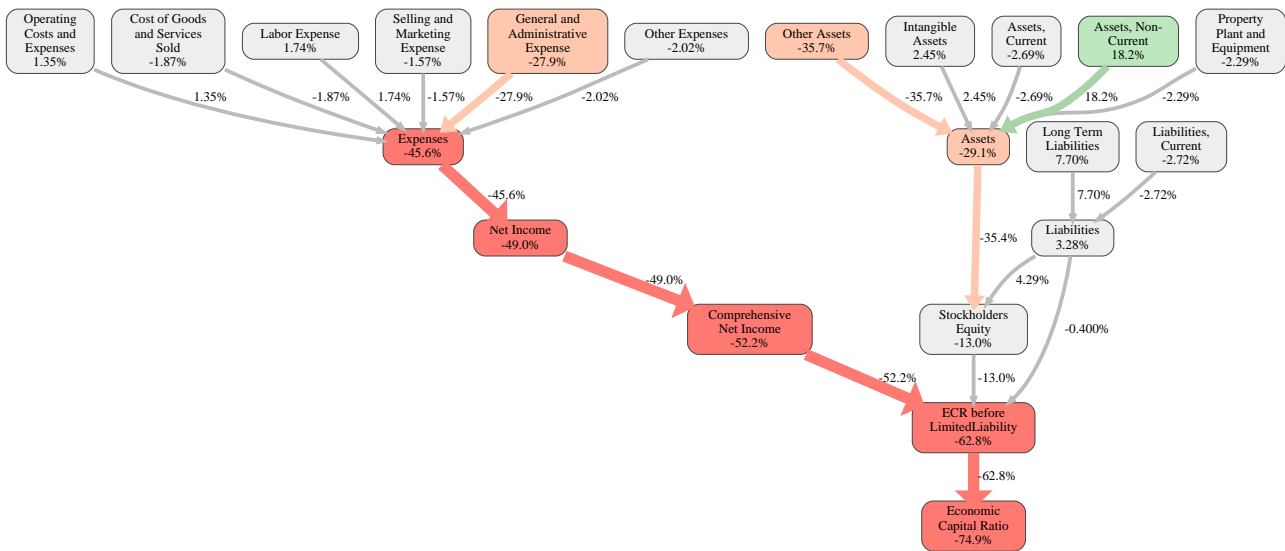 Operating
Costs and
Expenses
1.35%
Cost of Goods
and Services
Sold
-1.87%
Labor Expense
1.74%
Selling and
Marketing
Expense
-1.57%
General and
Administrative
Expense
-27.9%
Other Expenses
-2.02%
Other Assets
-35.7%
Intangible
Assets
2.45%
Assets,
Current
-2.69%
Assets, Non-
Current
18.2%
Property
Plant and
Equipment
-2.29%
1.35%
-1.87%
1.74%
-1.57%
-27.9%
-2.02%
-35.7%
2.45%
-2.69%
18.2%
-2.29%
Expenses
-45.6%
Assets
-29.1%
Long Term
Liabilities
7.70%
Liabilities,
Current
-2.72%
-45.6%
7.70%
-2.72%
Net Income
-49.0%
-35.4%
Liabilities
3.28%
-49.0%
4.29%
Comprehensive
Net Income
-52.2%
Stockholders
Equity
-13.0%
-0.400%
-52.2%
-13.0%
ECR before
LimitedLiability
-62.8%
-62.8%
Economic
Capital Ratio
-74.9%